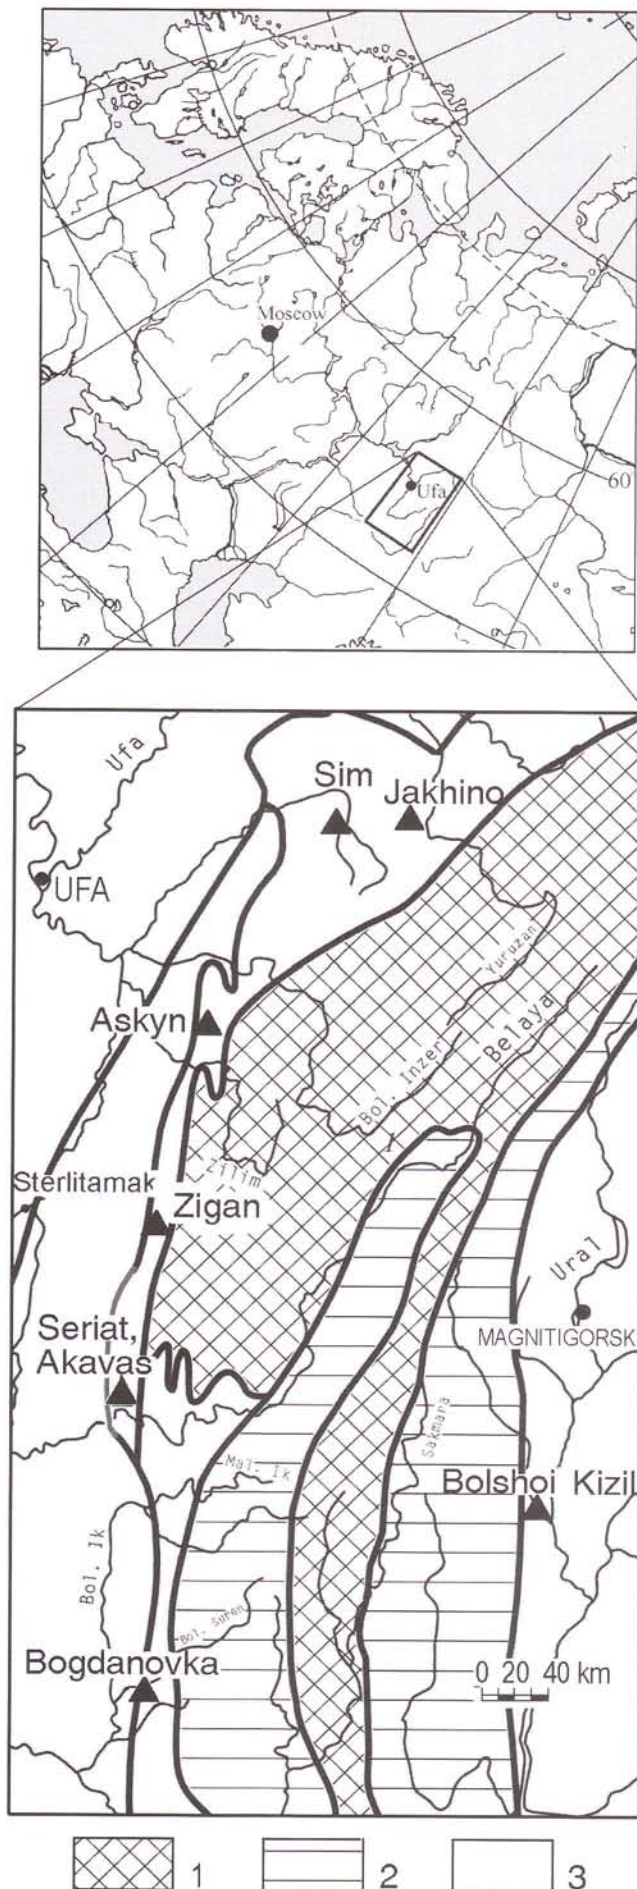 Moscow
60
Ufa
Ufa
Sim
Jakhino
UFA
Yuruzan
Askyn
Belaya
Bol. Inzer
Zilim
Sterlitamak
Zigan
Ural
MAGNITIGORSK
Seriat,
Akavas
Sakmara
Mal. Ik
Bolshoi Kizil
Bol. Ik
Bol. Suren
Bogdanovka
0 20 40 km
1
2
3